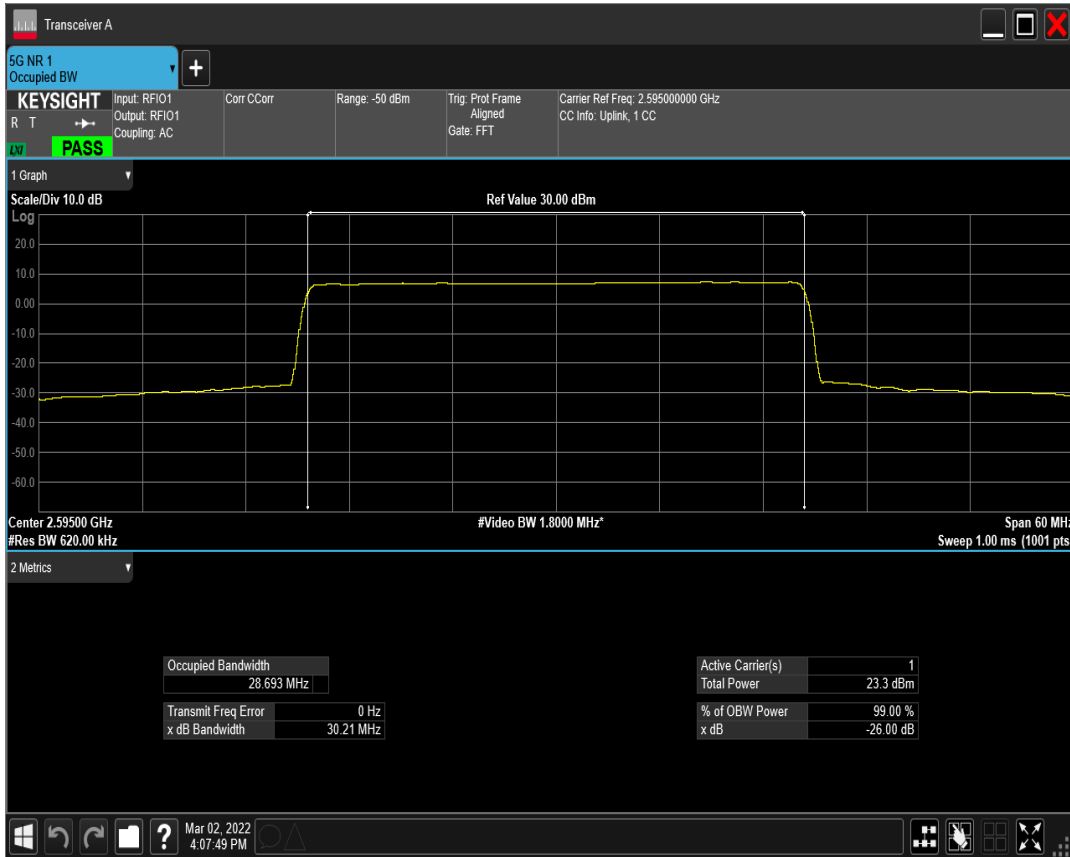 Transceiver A
5G NR 1
Occupied BW
KEYSIGHT
R T
LXI
PASS
Input: RFIO1
Output: RFIO1
Coupling: AC
Corr CCorr
Range: -50 dBm
Trig: Prot Frame
Aligned
Gate: FFT
Carrier Ref Freq: 2.595000000 GHz
CC Info: Uplink, 1 CC
1 Graph
Scale/Div 10.0 dB
Ref Value 30.00 dBm
Log
20.0
10.0
0.00
-10.0
-20.0
-30.0
-40.0
-50.0
-60.0
Center 2.59500 GHz
#Video BW 1.8000 MHz*
Span 60 MHz
#Res BW 620.00 kHz
Sweep 1.00 ms (1001 pts
2 Metrics
Occupied Bandwidth
28.693 MHz
Transmit Freq Error 0 Hz
x dB Bandwidth 30.21 MHz
Active Carrier(s) 1
Total Power 23.3 dBm
% of OBW Power 99.00 %
x dB -26.00 dB
?
Mar 02, 2022
4:07:49 PM